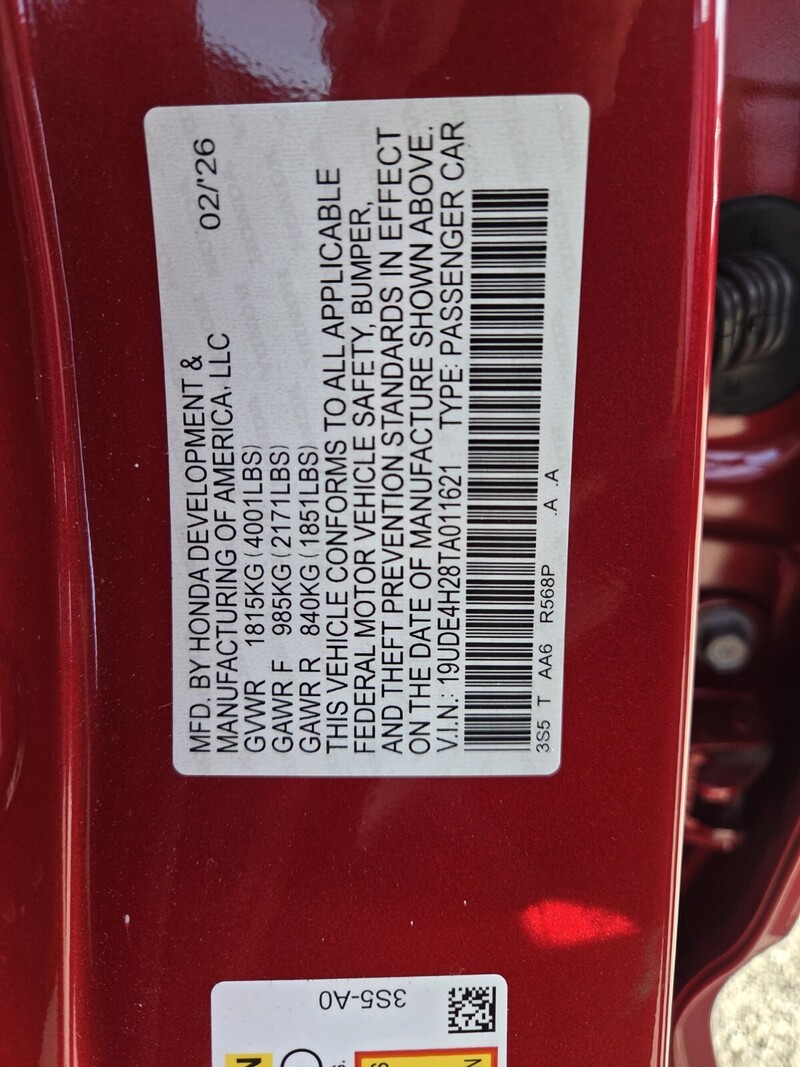 02/'26
MFD. BY HONDA DEVELOPMENT &
MANUFACTURING OF AMERICA, LLC
GVWR 1815KG (4001LBS)
GAWR F 985KG (2171LBS)
GAWR R 840KG (1851LBS)
THIS VEHICLE CONFORMS TO ALL APPLICABLE
FEDERAL MOTOR VEHICLE SAFETY, BUMPER,
AND THEFT PREVENTION STANDARDS IN EFFECT
ON THE DATE OF MANUFACTURE SHOWN ABOVE.
V.I.N.: 19UDE4H28TA011621 TYPE: PASSENGER CAR
3S5 T AA6 R568P .A .A
3S5-A0